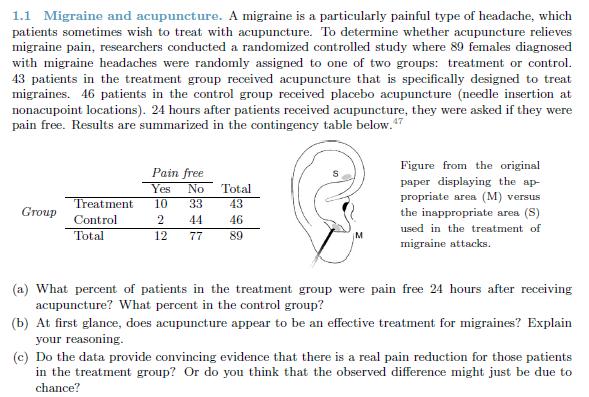 1.1 Migraine and acupuncture. A migraine is a particularly painful type of headache, which
patients sometimes wish to treat with acupuncture. To determine whether acupuncture relieves
migraine pain, researchers conducted a randomized controlled study where 89 females diagnosed
with migraine headaches were randomly assigned to one of two groups: treatment or control.
43 patients in the treatment group received acupuncture that is specifically designed to treat
migraines. 46 patients in the control group received placebo acupuncture (needle insertion at
nonacupoint locations). 24 hours after patients received acupuncture, they were asked if they were
pain free. Results are summarized in the contingency table below.47
Pain free
Yes No Total
Group
Treatment 10 33 43
Control 2 44 46
Total 12 77 89
S
M
Figure from the original
paper displaying the ap-
propriate area (M) versus
the inappropriate area (S)
used in the treatment of
migraine attacks.
(a) What percent of patients in the treatment group were pain free 24 hours after receiving
acupuncture? What percent in the control group?
(b) At first glance, does acupuncture appear to be an effective treatment for migraines? Explain
your reasoning.
(c) Do the data provide convincing evidence that there is a real pain reduction for those patients
in the treatment group? Or do you think that the observed difference might just be due to
chance?